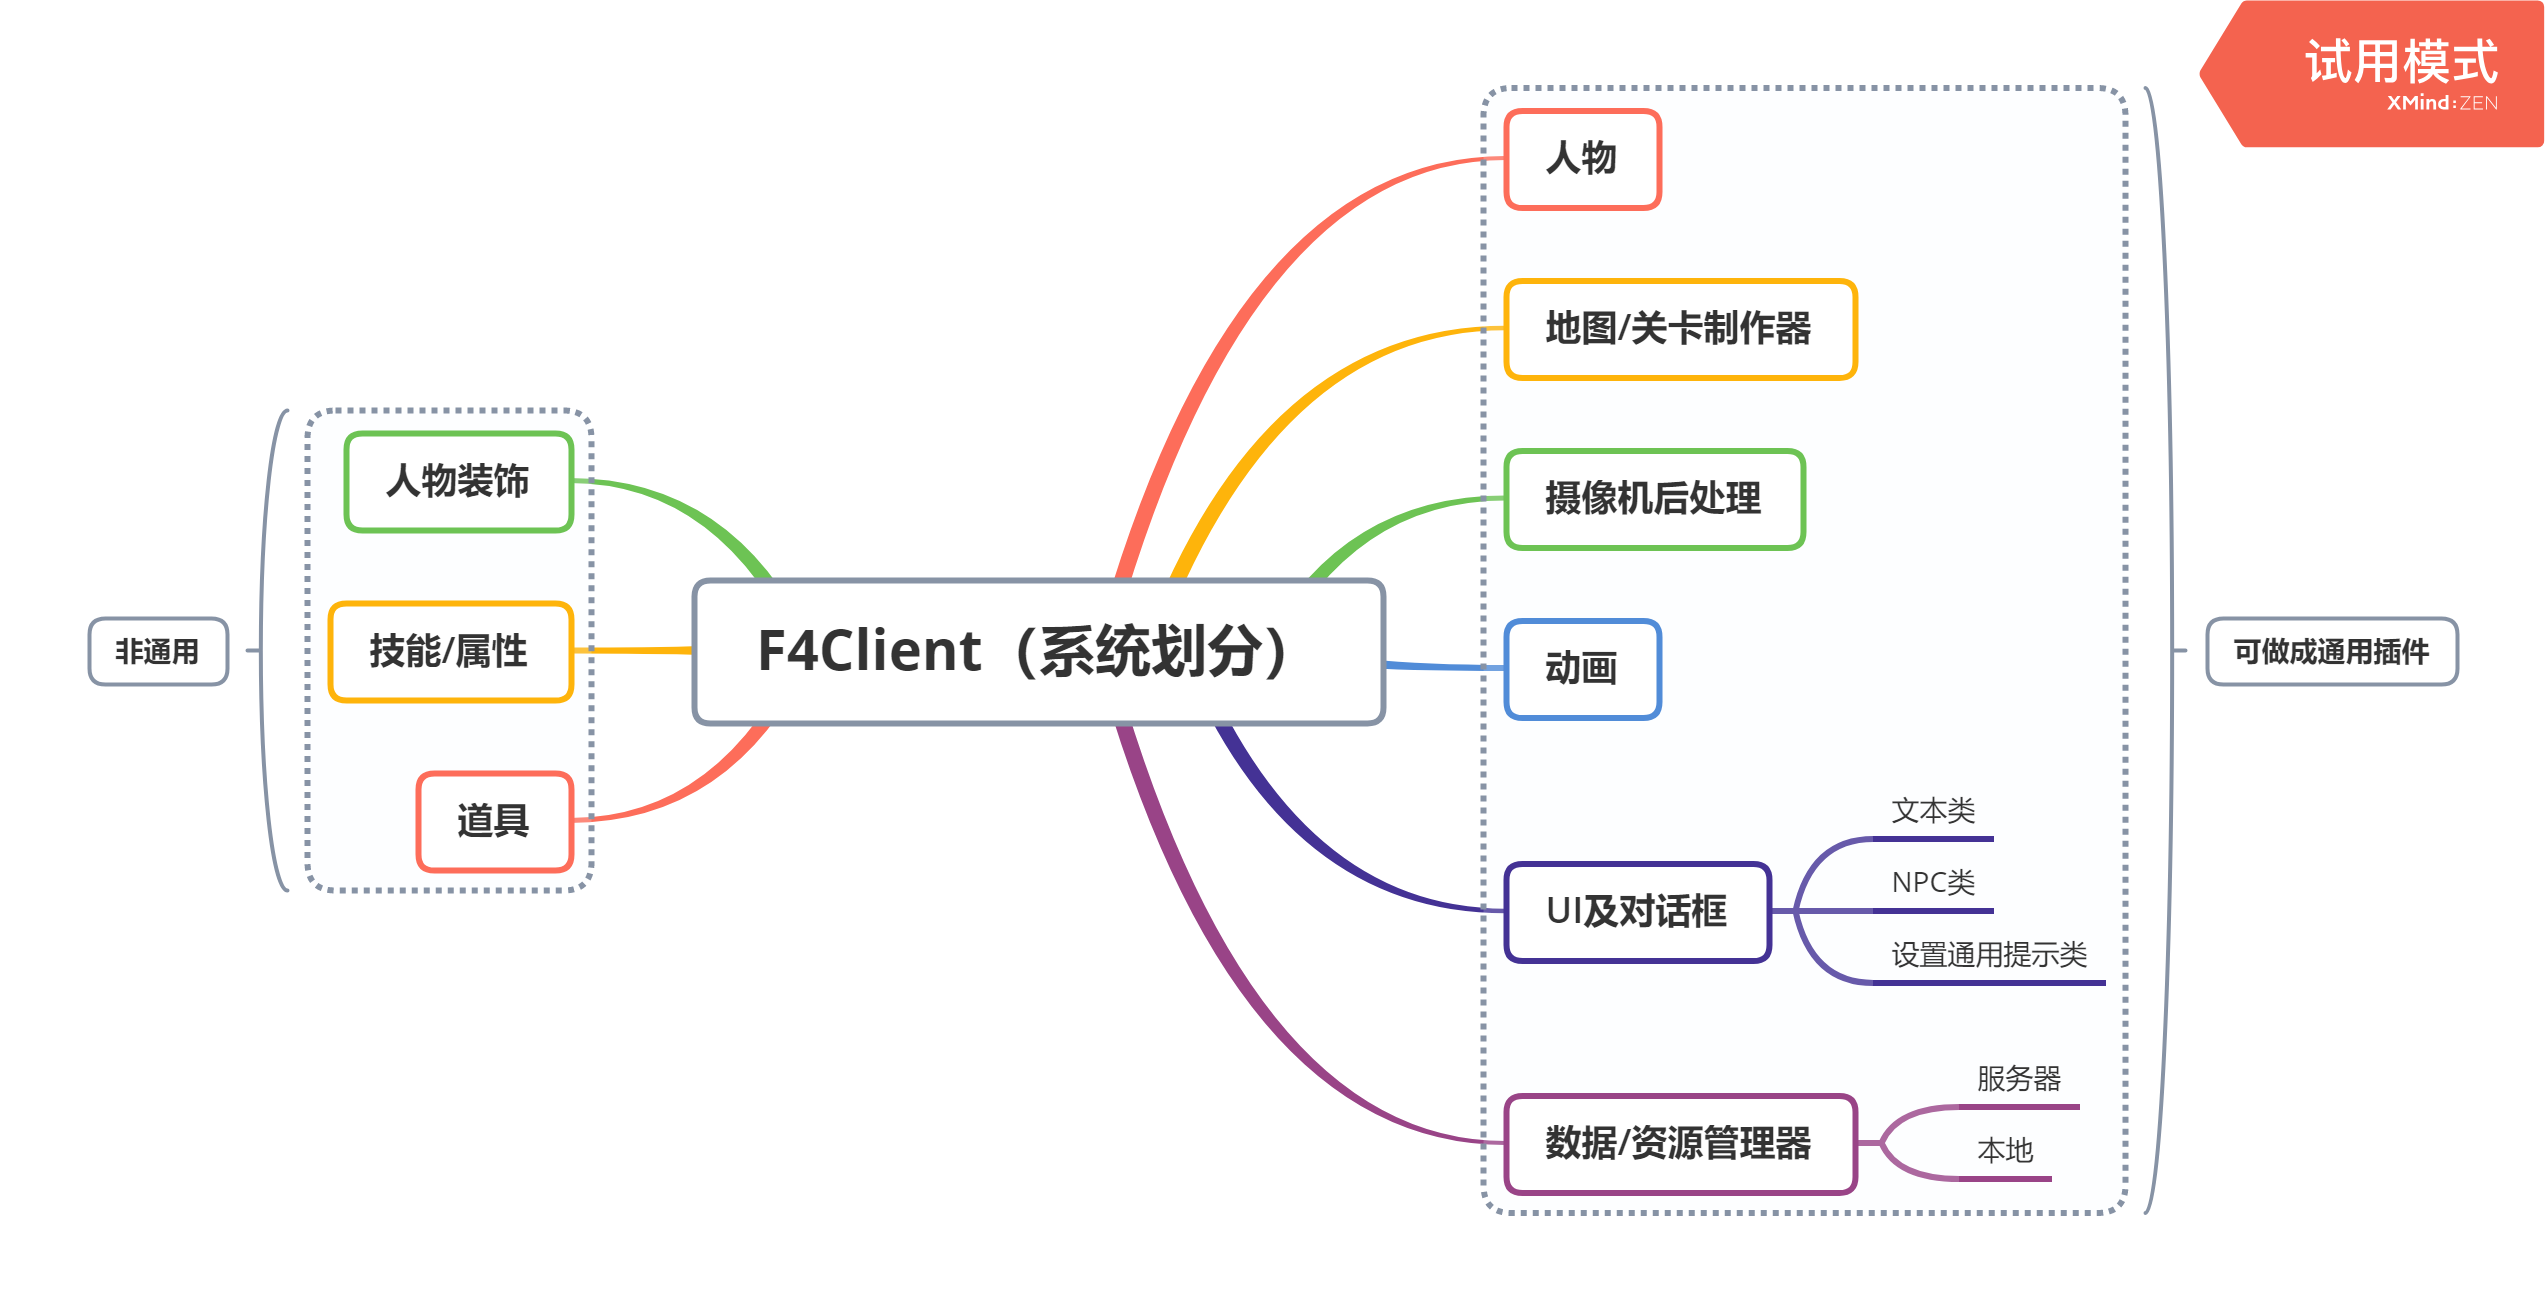 试用模式
XMind:ZEN
F4Client（系统划分）
人物
地图/关卡制作器
摄像机后处理
动画
UI及对话框
文本类
NPC类
设置通用提示类
数据/资源管理器
服务器
本地
可做成通用插件
人物装饰
技能/属性
道具
非通用